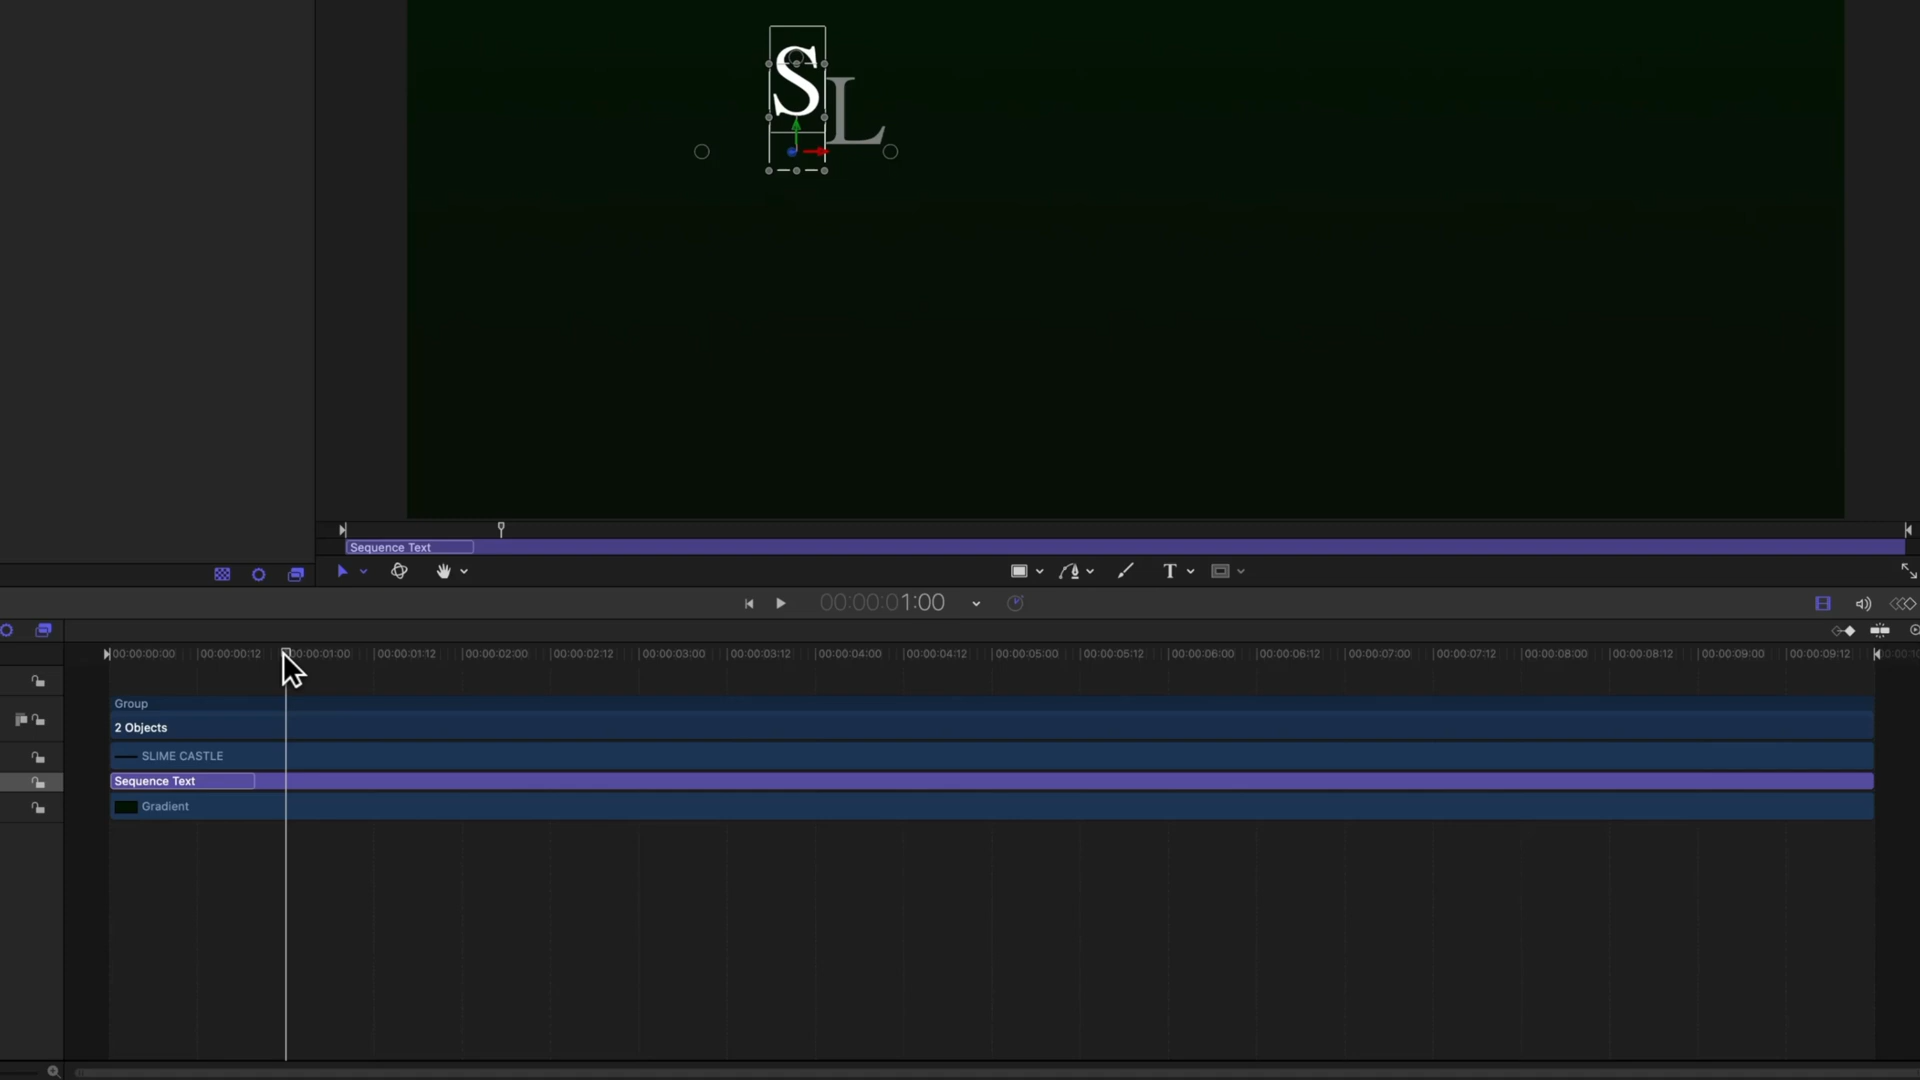 S
L
Sequence Text
T
00:00:01:00
00:00:00:00 00:00:00:12 00:00:01:00 00:00:01:12 00:00:02:00 00:00:02:12 00:00:03:00 00:00:03:12 00:00:04:00 00:00:04:12 00:00:05:00 00:00:05:12 00:00:06:00 00:00:06:12 00:00:07:00 00:00:07:12 00:00:08:00 00:00:08:12 00:00:09:00 00:00:09:12
Group
2 Objects
SLIME CASTLE
Sequence Text
Gradient